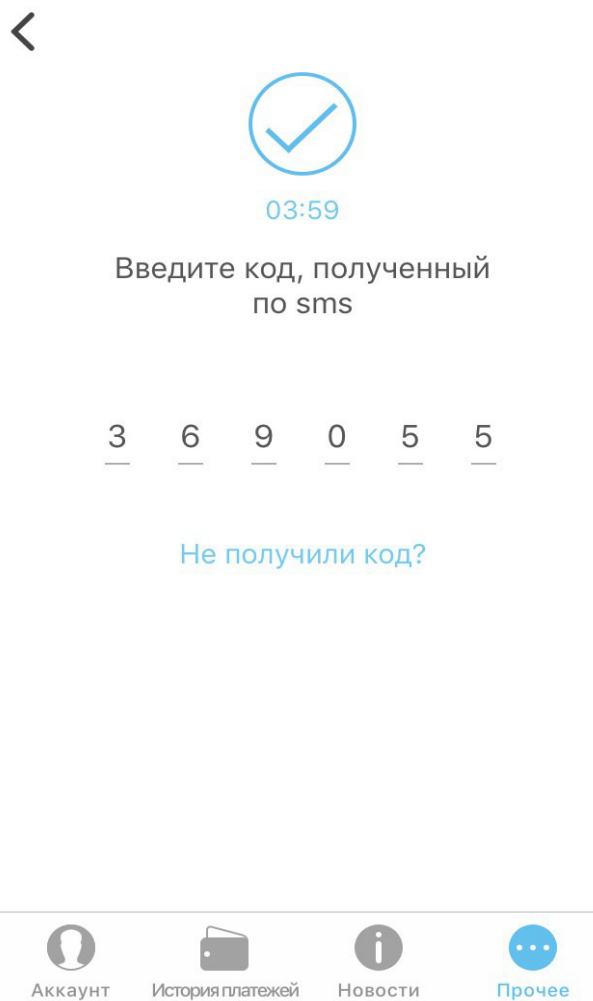 03:59
Введите код, полученный
по sms
3 6 9 0 5 5
Не получили код?
Аккаунт История платежей Новости Прочее